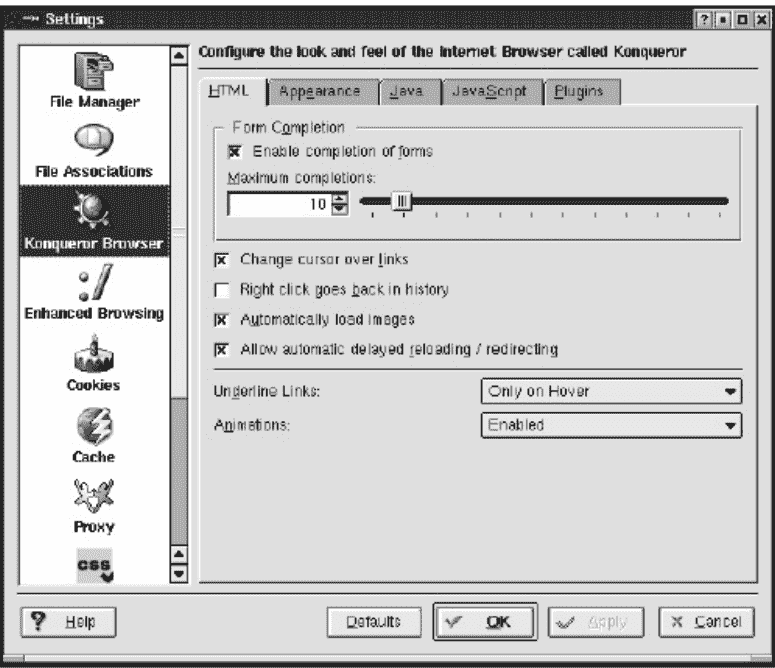 Settings
?
Configure the look and feel of the Internet Browser called Konqueror
File Manager
File Associations
Konqueror Browser
Enhanced Browsing
Cookies
Cache
Proxy
css
HTML Appearance Java JavaScript Plugins
Form Completion
Enable completion of forms
Maximum completions:
10
Change cursor over links
Right click goes back in history
Automatically load images
Allow automatic delayed reloading / redirecting
Underline Links: Only on Hover
Animations: Enabled
? Help Defaults OK Apply Cancel